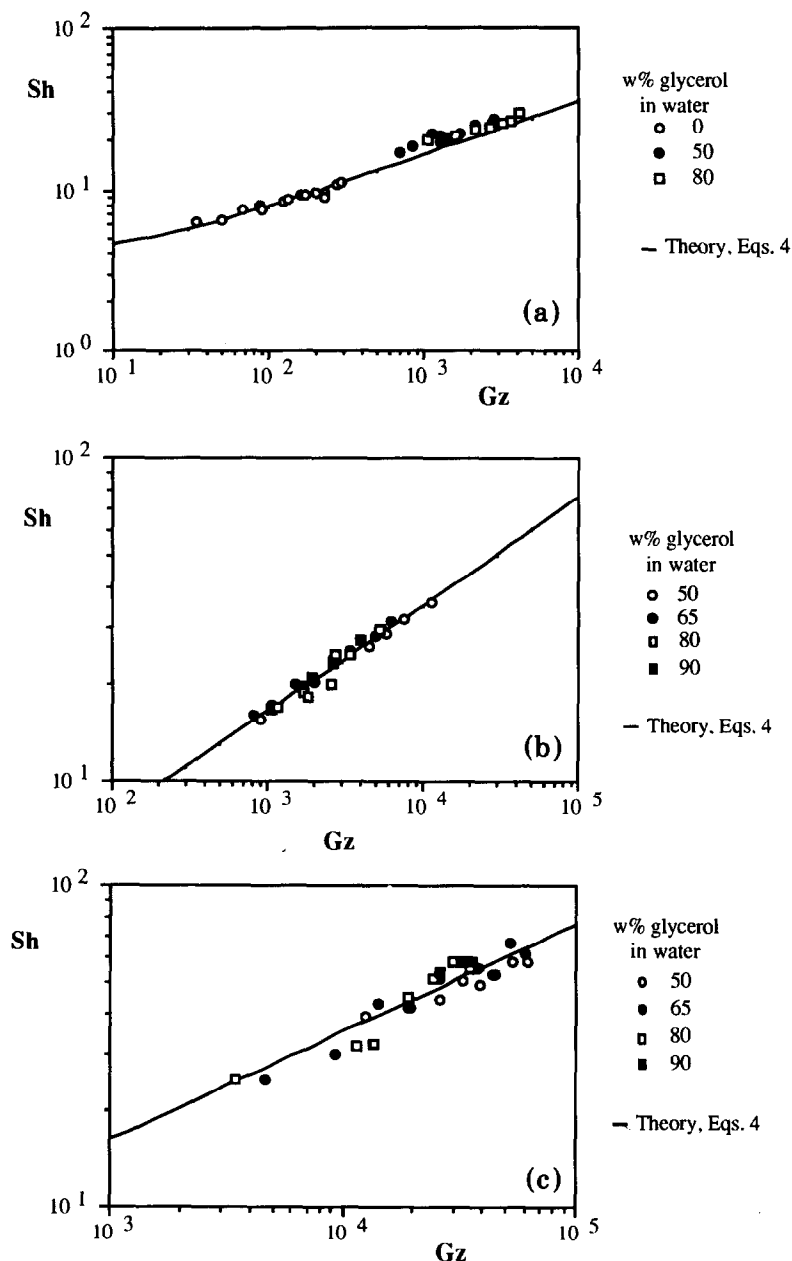 10 2
Sh
10 1
10 0
10 1
10 2
10 3
10 4
Gz
(a)
w% glycerol
in water
0
50
80
— Theory, Eqs. 4
10 2
Sh
10 1
10 2
10 3
10 4
10 5
Gz
(b)
w% glycerol
in water
50
65
80
90
— Theory, Eqs. 4
10 2
Sh
10 1
10 3
10 4
10 5
Gz
(c)
w% glycerol
in water
50
65
80
90
— Theory, Eqs. 4